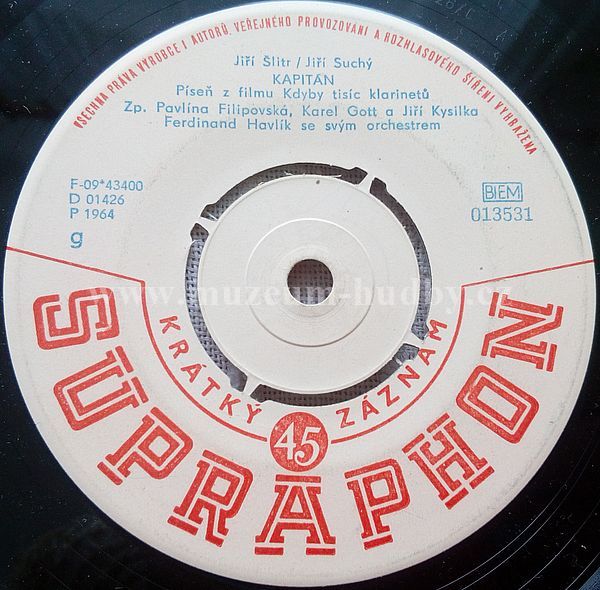 VŠECHNA PRÁVA VÝROBCE I AUTORŮ, VEŘEJNÉHO PROVOZOVÁNÍ A ROZHLASOVÉHO ŠÍŘENÍ VYHRAŽENA
Jiří Šlitr / Jiří Suchý
KAPITÁN
Píseň z filmu Kdyby tisíc klarinetů
Zp. Pavlína Filipovská, Karel Gott a Jiří Kysilka
Ferdinand Havlík se svým orchestrem
F-09*43400
D 01426
P 1964
g
BIEM
013531
www.muzeum-hudby.cz
KRÁTKÝ 45 ZÁZNAM
SUPRAPHON